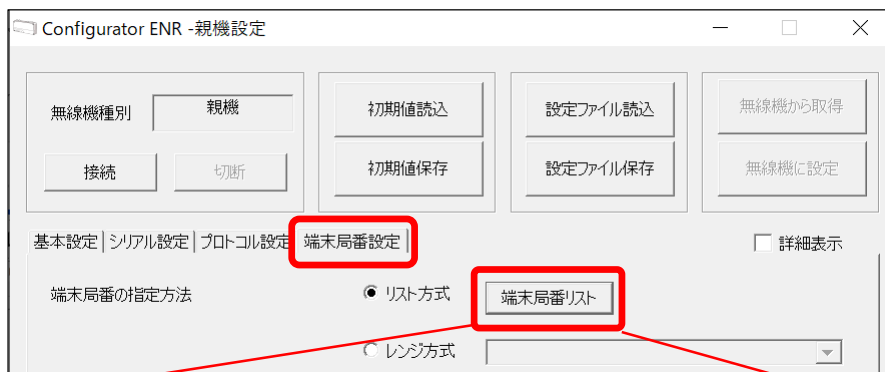 Configurator ENR -親機設定
無線機種別 親機
接続 切断
初期値読込
初期値保存
設定ファイル読込
設定ファイル保存
無線機から取得
無線機に設定
基本設定 シリアル設定 プロトコル設定 端末局番設定
詳細表示
端末局番の指定方法 リスト方式 端末局番リスト
レンジ方式